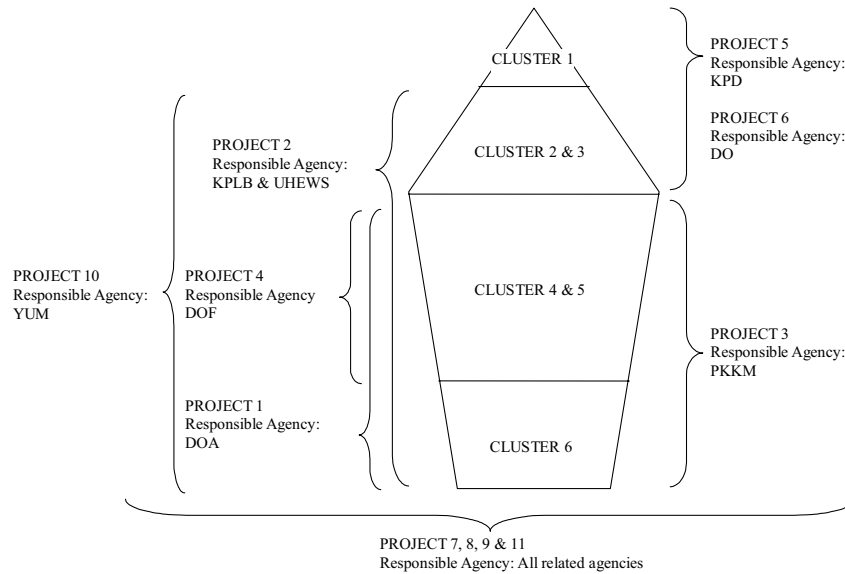 CLUSTER 1
PROJECT 5
Responsible Agency:
KPD
PROJECT 6
Responsible Agency:
DO
PROJECT 2
Responsible Agency:
KPLB & UHEWS
CLUSTER 2 & 3
PROJECT 10
Responsible Agency:
YUM
PROJECT 4
Responsible Agency
DOF
CLUSTER 4 & 5
PROJECT 3
Responsible Agency:
PKKM
PROJECT 1
Responsible Agency:
DOA
CLUSTER 6
PROJECT 7, 8, 9 & 11
Responsible Agency: All related agencies